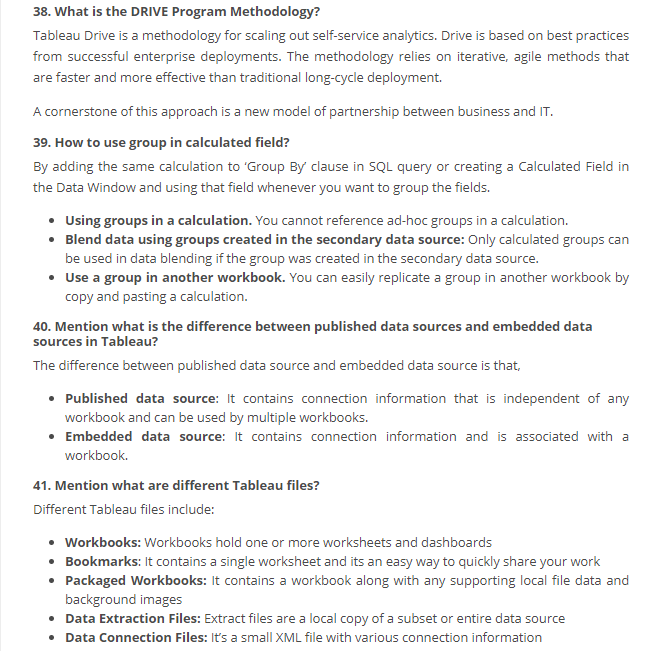 38. What is the DRIVE Program Methodology?
Tableau Drive is a methodology for scaling out self-service analytics. Drive is based on best practices
from successful enterprise deployments. The methodology relies on iterative, agile methods that
are faster and more effective than traditional long-cycle deployment.
A cornerstone of this approach is a new model of partnership between business and IT.
39. How to use group in calculated field?
By adding the same calculation to ‘Group By’ clause in SQL query or creating a Calculated Field in
the Data Window and using that field whenever you want to group the fields.
• Using groups in a calculation. You cannot reference ad-hoc groups in a calculation.
• Blend data using groups created in the secondary data source: Only calculated groups can
be used in data blending if the group was created in the secondary data source.
• Use a group in another workbook. You can easily replicate a group in another workbook by
copy and pasting a calculation.
40. Mention what is the difference between published data sources and embedded data
sources in Tableau?
The difference between published data source and embedded data source is that,
• Published data source: It contains connection information that is independent of any
workbook and can be used by multiple workbooks.
• Embedded data source: It contains connection information and is associated with a
workbook.
41. Mention what are different Tableau files?
Different Tableau files include:
• Workbooks: Workbooks hold one or more worksheets and dashboards
• Bookmarks: It contains a single worksheet and its an easy way to quickly share your work
• Packaged Workbooks: It contains a workbook along with any supporting local file data and
background images
• Data Extraction Files: Extract files are a local copy of a subset or entire data source
• Data Connection Files: It’s a small XML file with various connection information